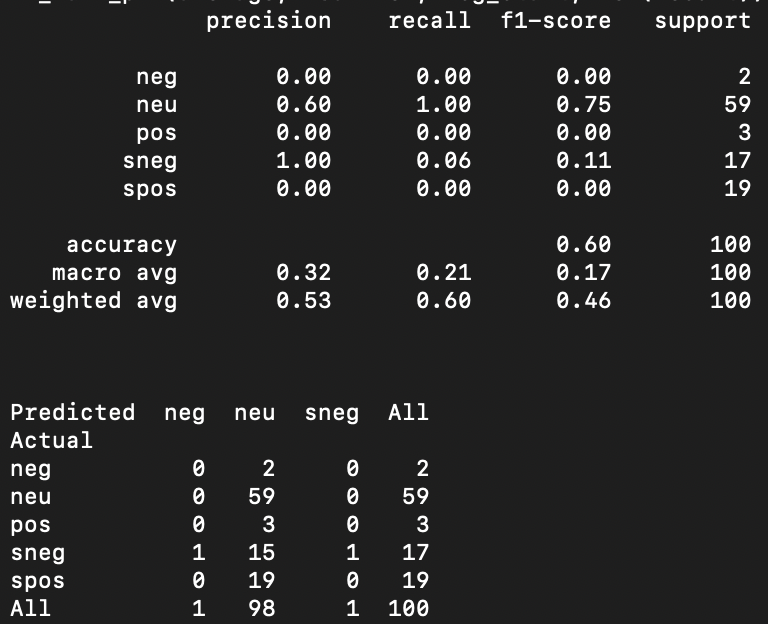 precision recall f1-score support
neg 0.00 0.00 0.00 2
neu 0.60 1.00 0.75 59
pos 0.00 0.00 0.00 3
sneg 1.00 0.06 0.11 17
spos 0.00 0.00 0.00 19
accuracy 0.60 100
macro avg 0.32 0.21 0.17 100
weighted avg 0.53 0.60 0.46 100
Predicted neg neu sneg All
Actual
neg 0 2 0 2
neu 0 59 0 59
pos 0 3 0 3
sneg 1 15 1 17
spos 0 19 0 19
All 1 98 1 100